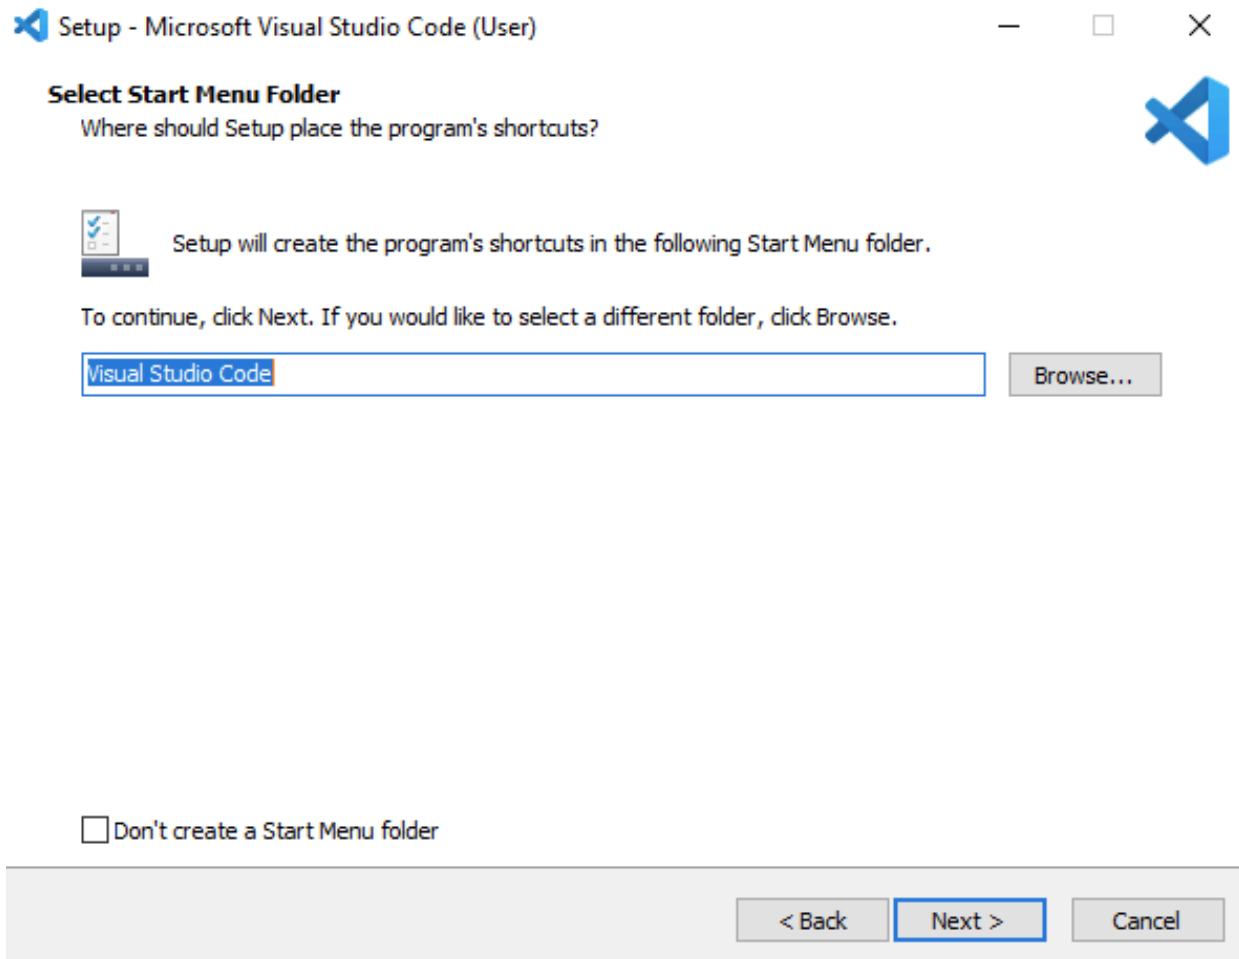 Setup - Microsoft Visual Studio Code (User)
Select Start Menu Folder
Where should Setup place the program's shortcuts?
Setup will create the program's shortcuts in the following Start Menu folder.
To continue, click Next. If you would like to select a different folder, click Browse.
Visual Studio Code
Browse...
Don't create a Start Menu folder
< Back
Next >
Cancel